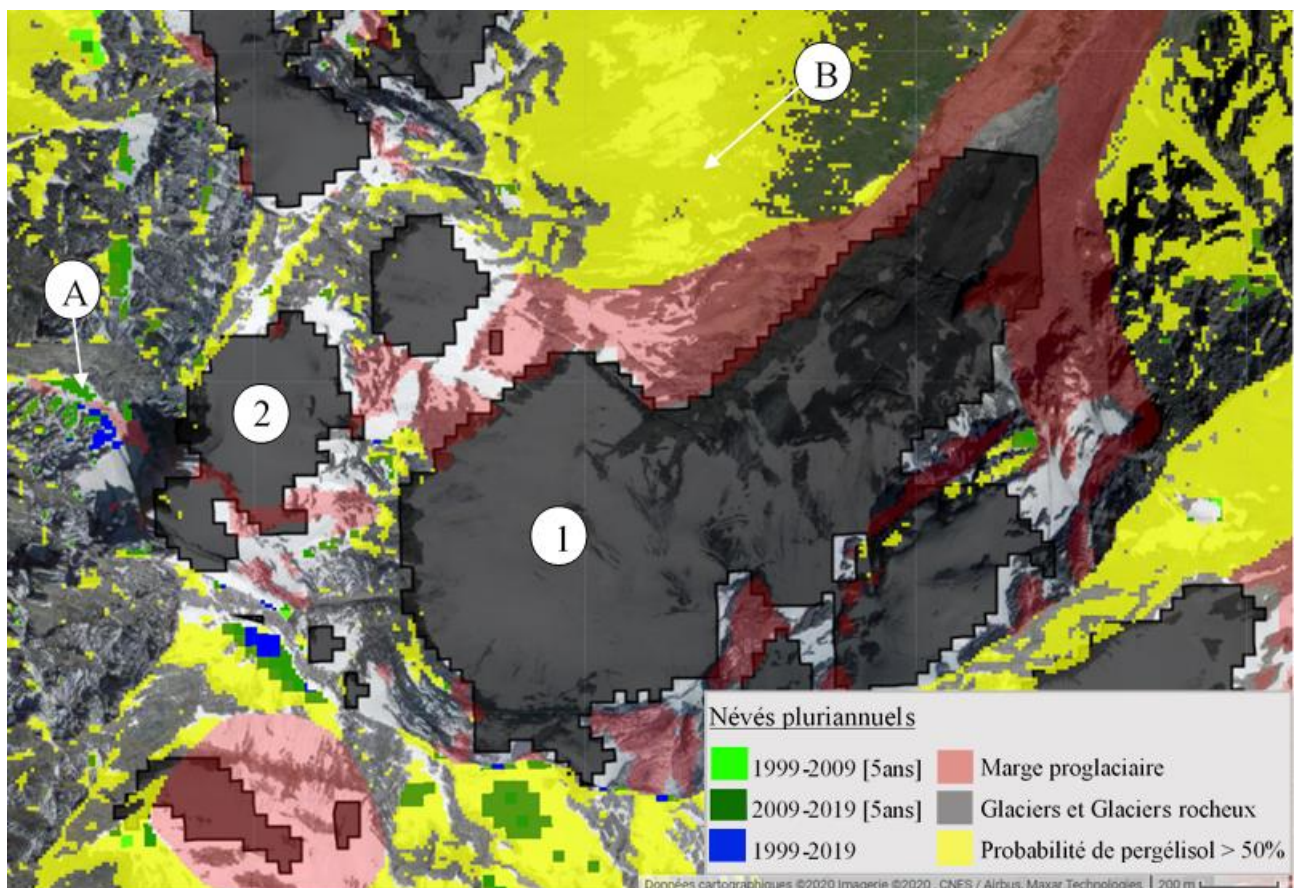 B
A
2
1
Névés pluriannuels
1999-2009 [5ans]
Marge proglaciaire
2009-2019 [5ans]
Glaciers et Glaciers rocheux
1999-2019
Probabilité de pergélisol > 50%
Données cartographiques ©2020 Imagerie ©2020 , CNES / Airbus, Maxar Technologies 200 m